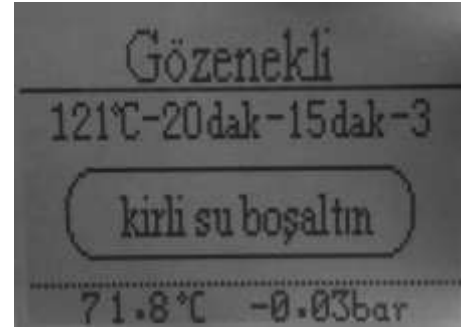 Gözenekli
121°C-20dak-15dak-3
kirli su boşaltın
71.8°C -0.03bar